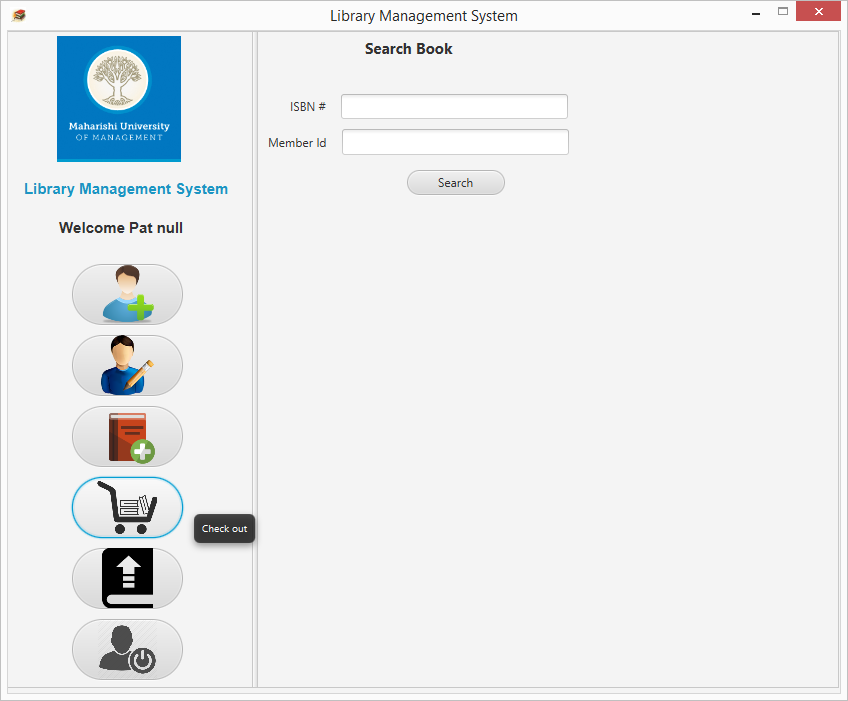 Library Management System
Maharishi University
OF MANAGEMENT
Library Management System
Welcome Pat null
Check out
Search Book
ISBN #
Member Id
Search